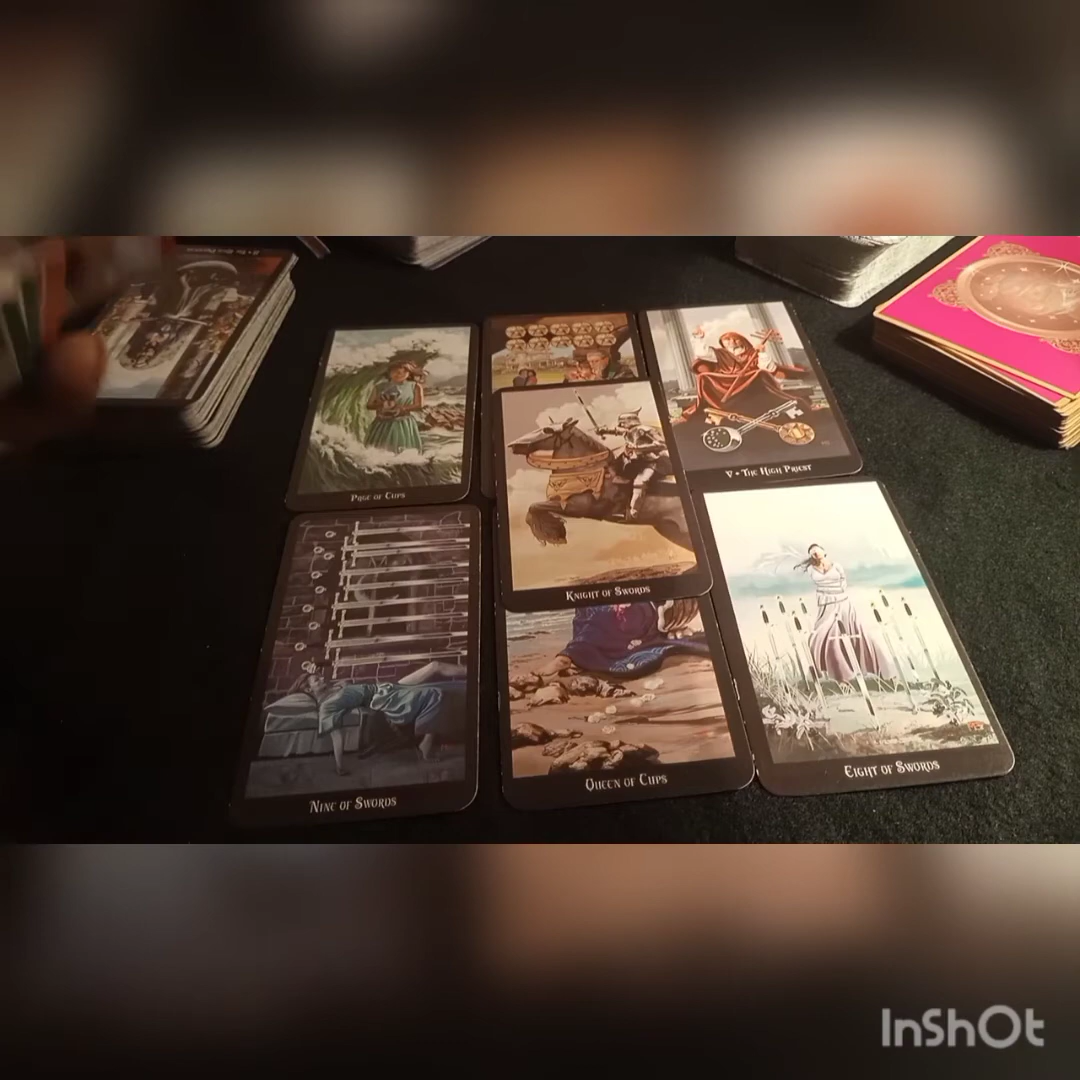 Page of Cups
V • The High Priest
Knight of Swords
Nine of Swords
Queen of Cups
Eight of Swords
InShOt